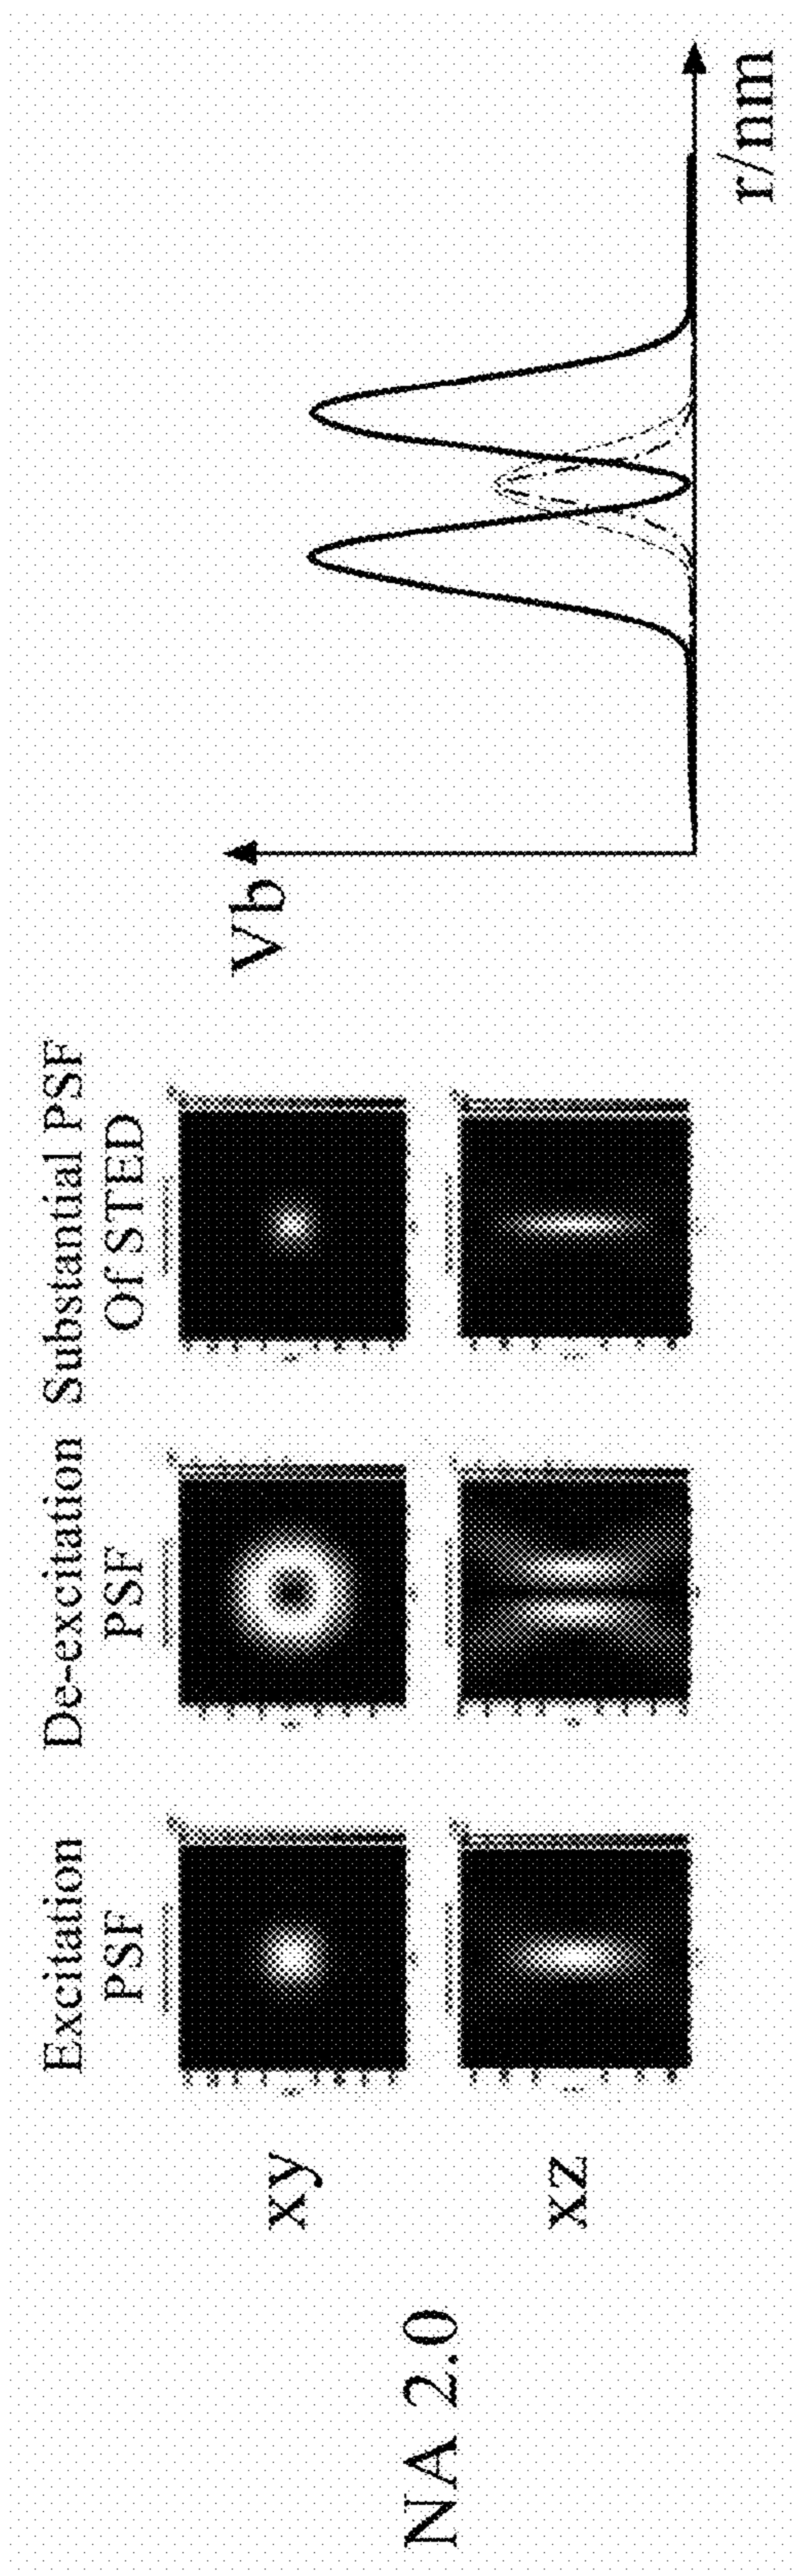 Excitation
PSF
De-excitation
PSF
Substantial PSF
Of STED
xy
xz
NA 2.0
Vb
r/nm